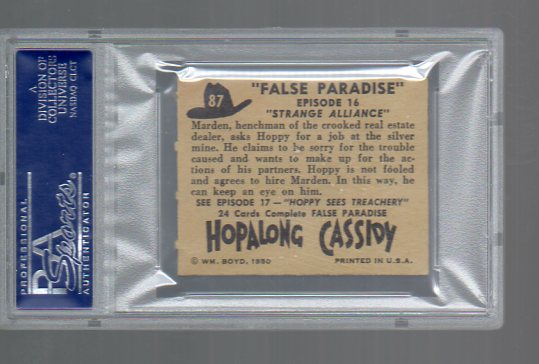 A
DIVISION OF
COLLECTORS
UNIVERSE
NASDAQ: CLCT
PROFESSIONAL
PSA
Sports
AUTHENTICATOR
87
"FALSE PARADISE"
EPISODE 16
"STRANGE ALLIANCE"
Marden, henchman of the crooked real estate
dealer, asks Hoppy for a job at the silver
mine. He claims to be sorry for the trouble
caused and wants to make up for the ac-
tions of his partners. Hoppy is not fooled
and agrees to hire Marden. In this way, he
can keep an eye on him.
SEE EPISODE 17 — "HOPPY SEES TREACHERY"
24 Cards Complete FALSE PARADISE
HOPALONG CASSIDY
© WM. BOYD, 1950 PRINTED IN U.S.A.